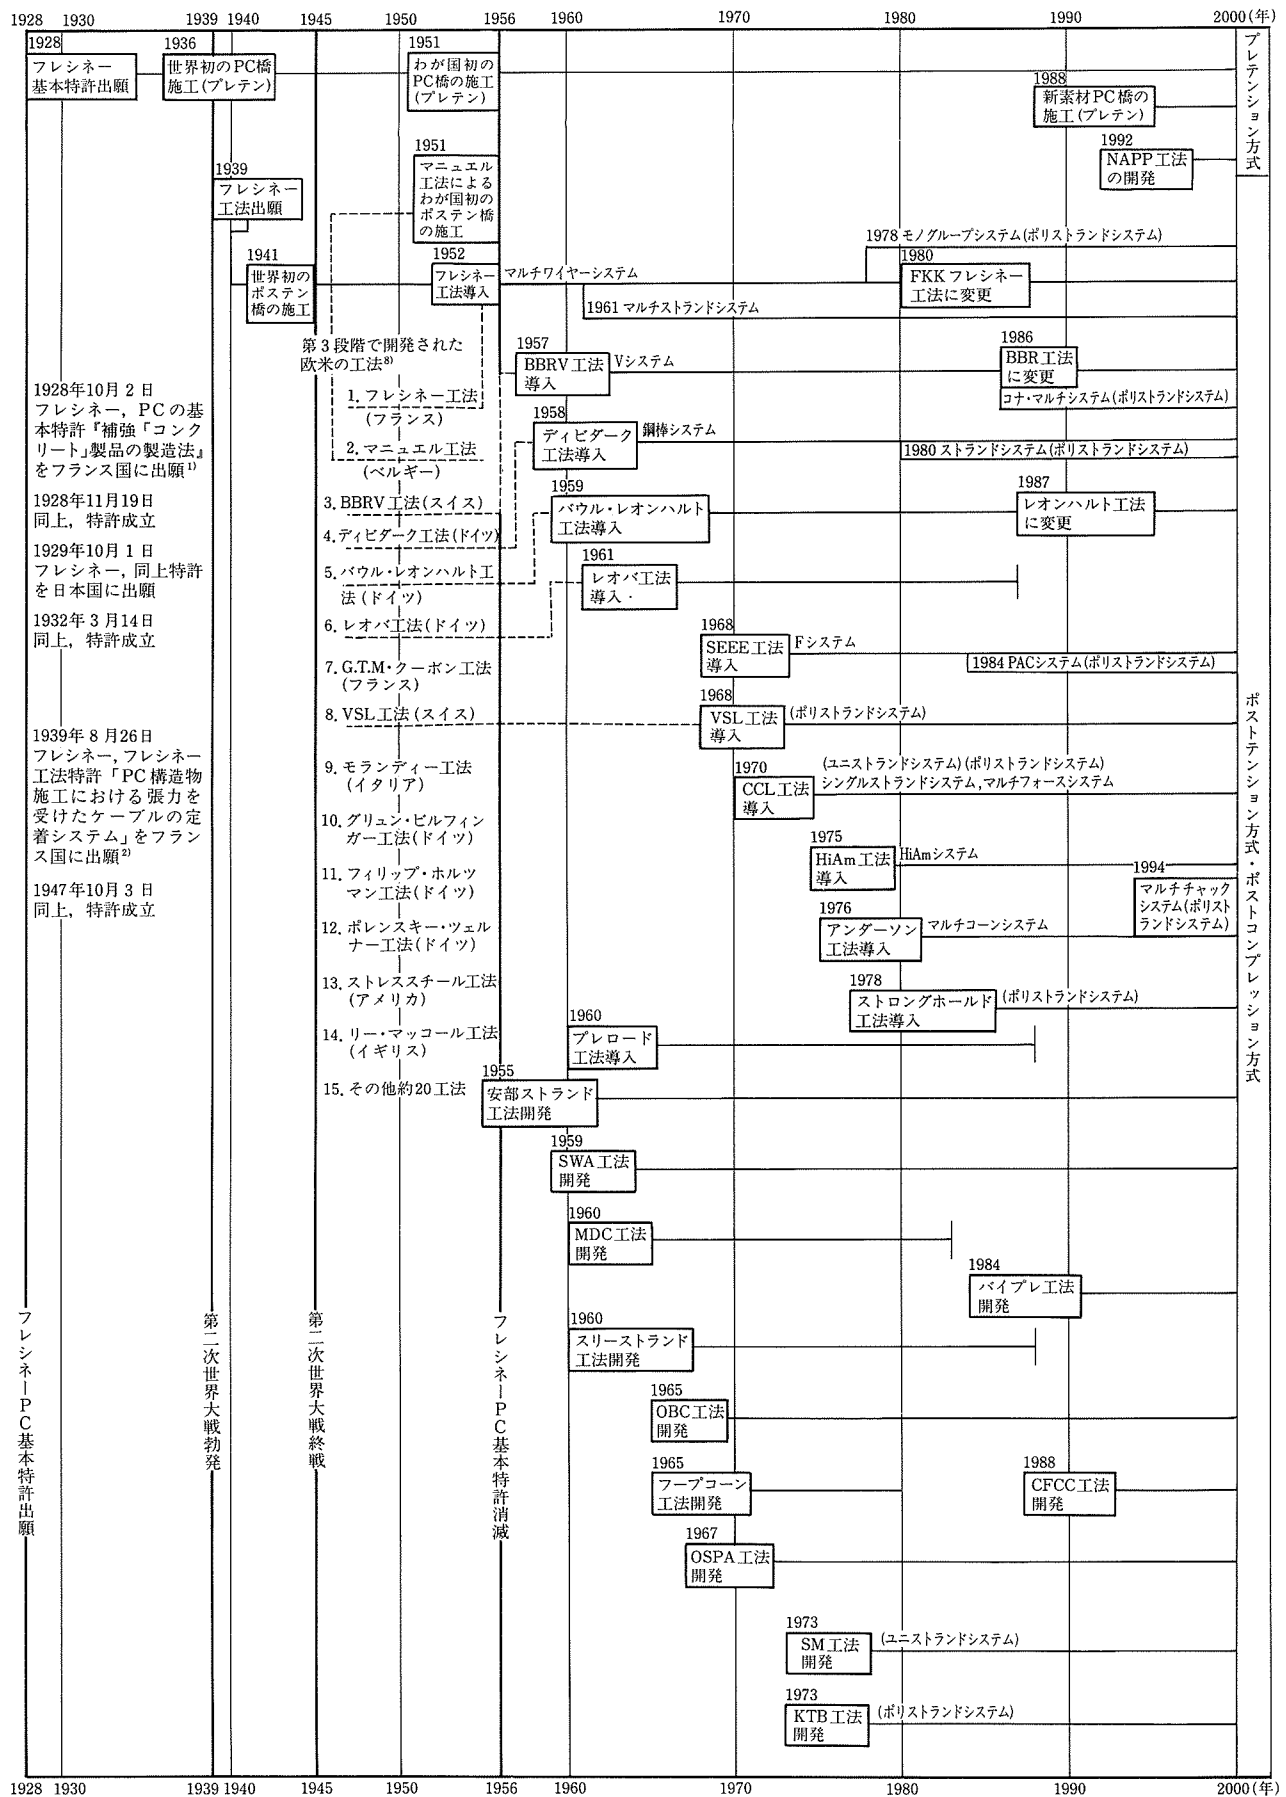 1928 1930 1939 1940 1945 1950 1956 1960 1970 1980 1990 2000(年)
1928
フレシネー
基本特許出願
1936
世界初のPC橋
施工(プレテン)
1951
わが国初の
PC橋の施工
(プレテン)
1988
新素材PC橋の
施工(プレテン)
1992
NAPP工法
の開発
プレテンション方式
1939
フレシネー
工法出願
1951
マニュエル
工法による
わが国初の
ポステン橋
の施工
1941
世界初の
ポステン
橋の施工
1952
フレシネー
工法導入
マルチワイヤーシステム
1978 モノグループシステム(ポリストランドシステム)
1980
FKKフレシネー
工法に変更
1961 マルチストランドシステム
第3段階で開発された
欧米の工法8)
1. フレシネー工法
(フランス)
2. マニュエル工法
(ベルギー)
3. BBRV工法(スイス)
4. ディビダーク工法(ドイツ)
5. バウル・レオンハルト工
法(ドイツ)
6. レオバ工法(ドイツ)
7. G.T.M・クーボン工法
(フランス)
8. VSL工法(スイス)
9. モランディー工法
(イタリア)
10. グリュン・ビルフィン
ガー工法(ドイツ)
11. フィリップ・ホルツ
マン工法(ドイツ)
12. ポレンスキー・ツェル
ナー工法(ドイツ)
13. ストレススチール工法
(アメリカ)
14. リー・マッコール工法
(イギリス)
15. その他約20工法
1928年10月2日
フレシネー, PCの基
本特許『補強「コンク
リート」製品の製造法』
をフランス国に出願1)
1928年11月19日
同上, 特許成立
1929年10月1日
フレシネー, 同上特許
を日本国に出願
1932年3月14日
同上, 特許成立
1939年8月26日
フレシネー, フレシネー
工法特許「PC構造物
施工における張力を
受けたケーブルの定
着システム」をフラン
ス国に出願2)
1947年10月3日
同上, 特許成立
1957
BBRV工法
導入
Vシステム
1986
BBR工法
に変更
コナ・マルチシステム(ポリストランドシステム)
1958
ディビダーク
工法導入
鋼棒システム
1980 ストランドシステム(ポリストランドシステム)
1959
バウル・レオンハルト
工法導入
1987
レオンハルト工法
に変更
1961
レオバ工法
導入・
1968
SEEE工法
導入
Fシステム
1984 PACシステム(ポリストランドシステム)
1968
VSL工法
導入
(ポリストランドシステム)
1970
CCL工法
導入
(ユニストランドシステム)(ポリストランドシステム)
シングルストランドシステム,マルチフォースシステム
1975
HiAm工法
導入
HiAmシステム
1994
マルチチャック
システム(ポリスト
ランドシステム)
1976
アンダーソン
工法導入
マルチコーンシステム
1978
ストロングホールド
工法導入
(ポリストランドシステム)
1960
プレロード
工法導入
1955
安部ストランド
工法開発
1959
SWA工法
開発
1960
MDC工法
開発
1984
バイプレ工法
開発
1960
スリーストランド
工法開発
1965
OBC工法
開発
1965
フープコーン
工法開発
1988
CFCC工法
開発
1967
OSPA工法
開発
1973
SM工法
開発
(ユニストランドシステム)
1973
KTB工法
開発
(ポリストランドシステム)
ポストテンション方式・ポストコンプレッション方式
フレシネーPC基本特許出願
第二次世界大戦勃発
第二次世界大戦終戦
フレシネーPC基本特許消滅
1928 1930 1939 1940 1945 1950 1956 1960 1970 1980 1990 2000(年)